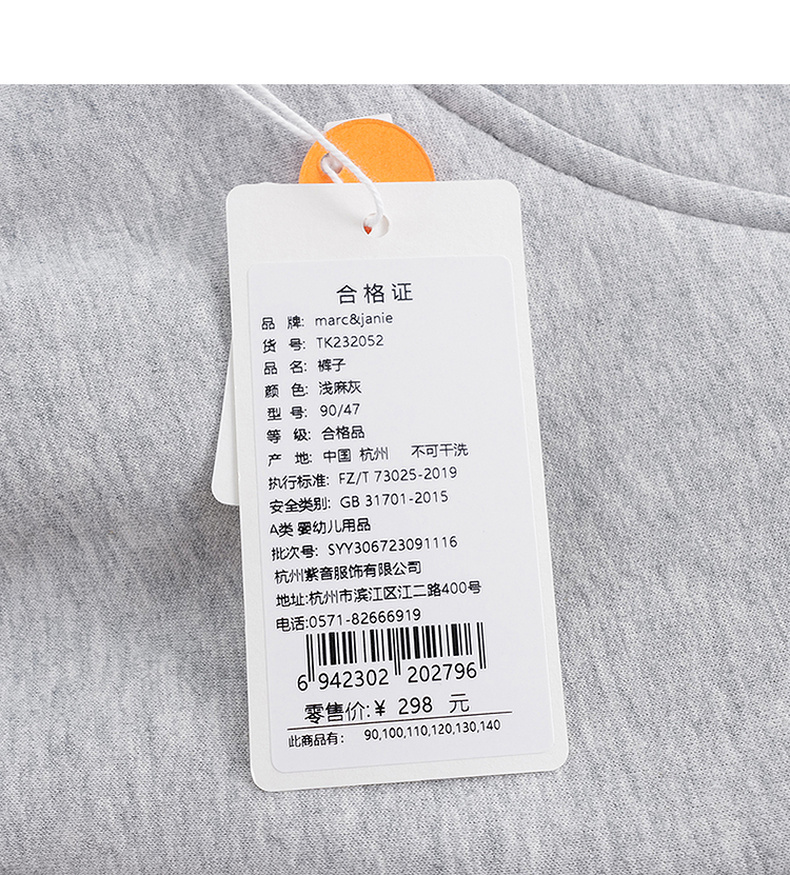 合格证
品 牌: marc&janie
货 号: TK232052
品 名: 裤子
颜 色: 浅麻灰
型 号: 90/47
等 级: 合格品
产 地: 中国 杭州 不可干洗
执行标准: FZ/T 73025-2019
安全类别: GB 31701-2015
A类 婴幼儿用品
批次号: SYY306723091116
杭州紫音服饰有限公司
地址:杭州市滨江区江二路400号
电话:0571-82666919
6 942302 202796
零售价:¥ 298 元
此商品有: 90,100,110,120,130,140